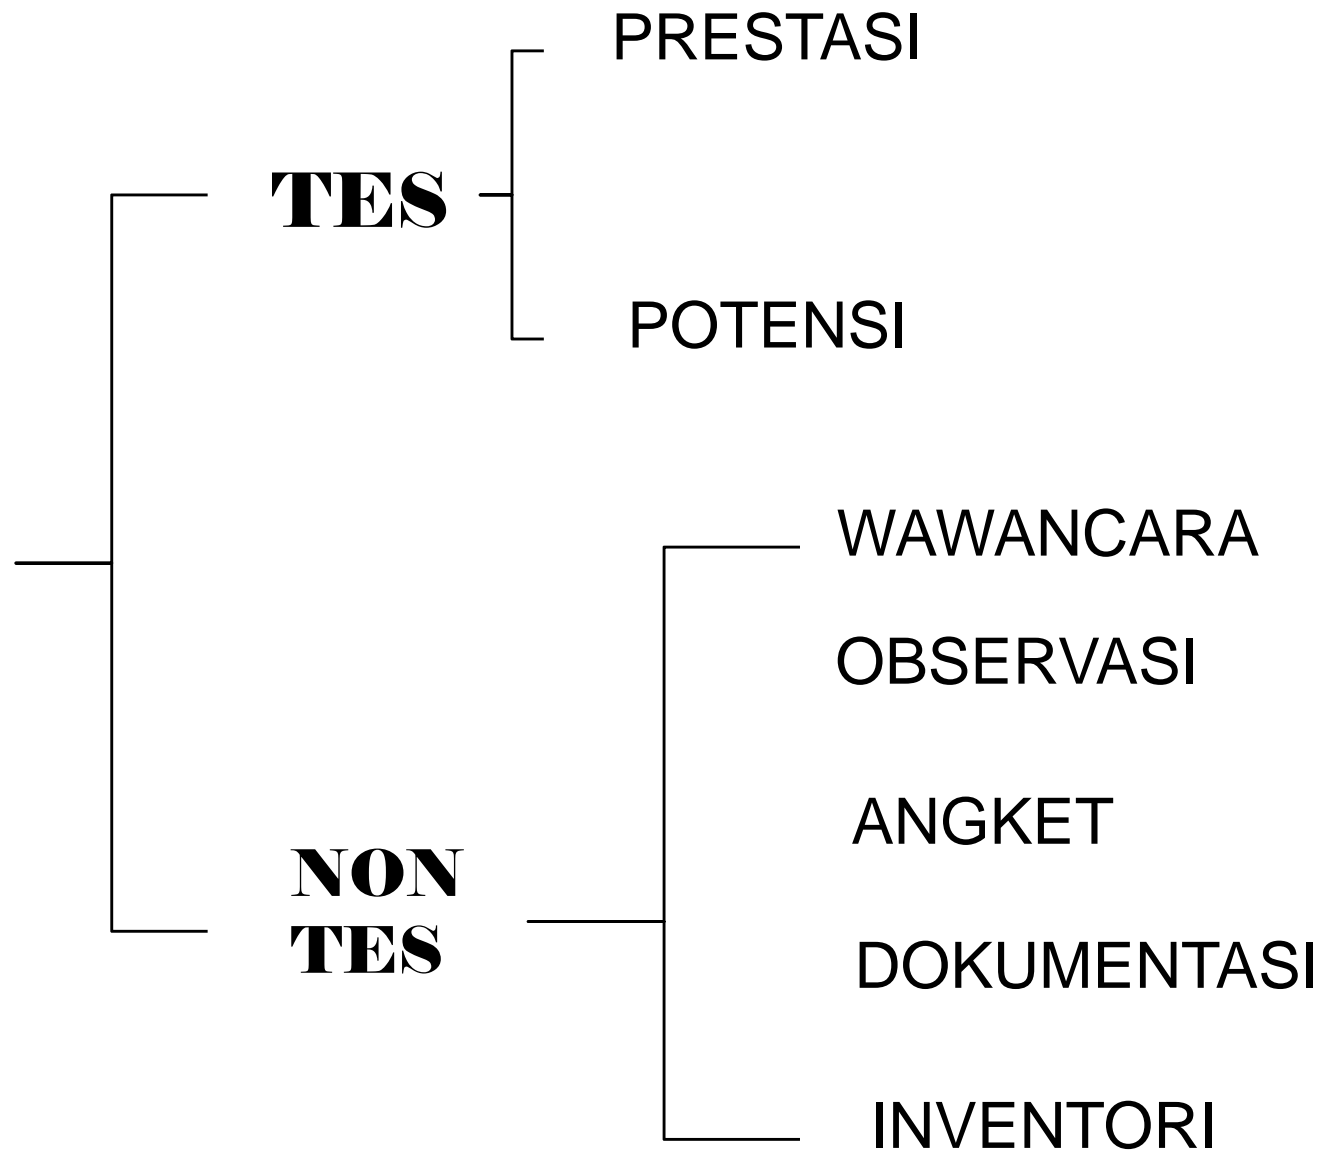 PRESTASI
TES
POTENSI
WAWANCARA
OBSERVASI
ANGKET
NON
TES
DOKUMENTASI
INVENTORI